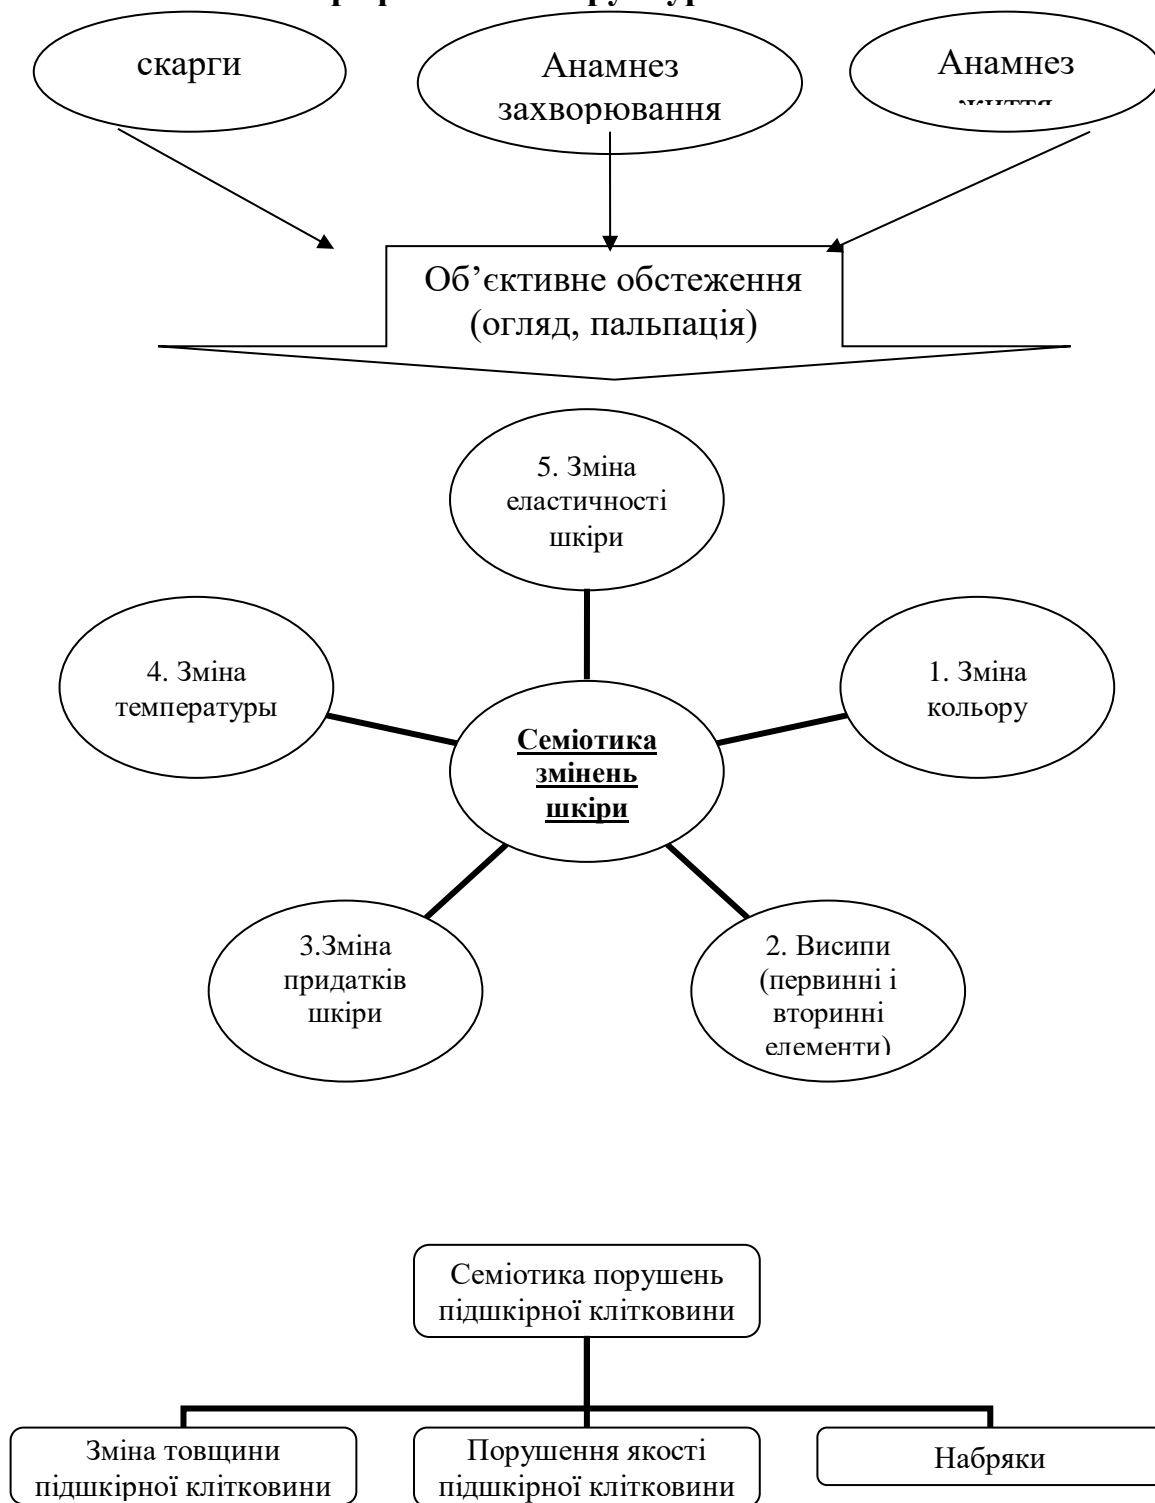 скарги
Анамнез
захворювання
Анамнез
життя
Об’єктивне обстеження
(огляд, пальпація)
5. Зміна
еластичності
шкіри
4. Зміна
температуры
1. Зміна
кольору
Семіотика
змінень
шкіри
3.Зміна
придатків
шкіри
2. Висипи
(первинні і
вторинні
елементи)
Семіотика порушень
підшкірної клітковини
Зміна товщини
підшкірної клітковини
Порушення якості
підшкірної клітковини
Набряки